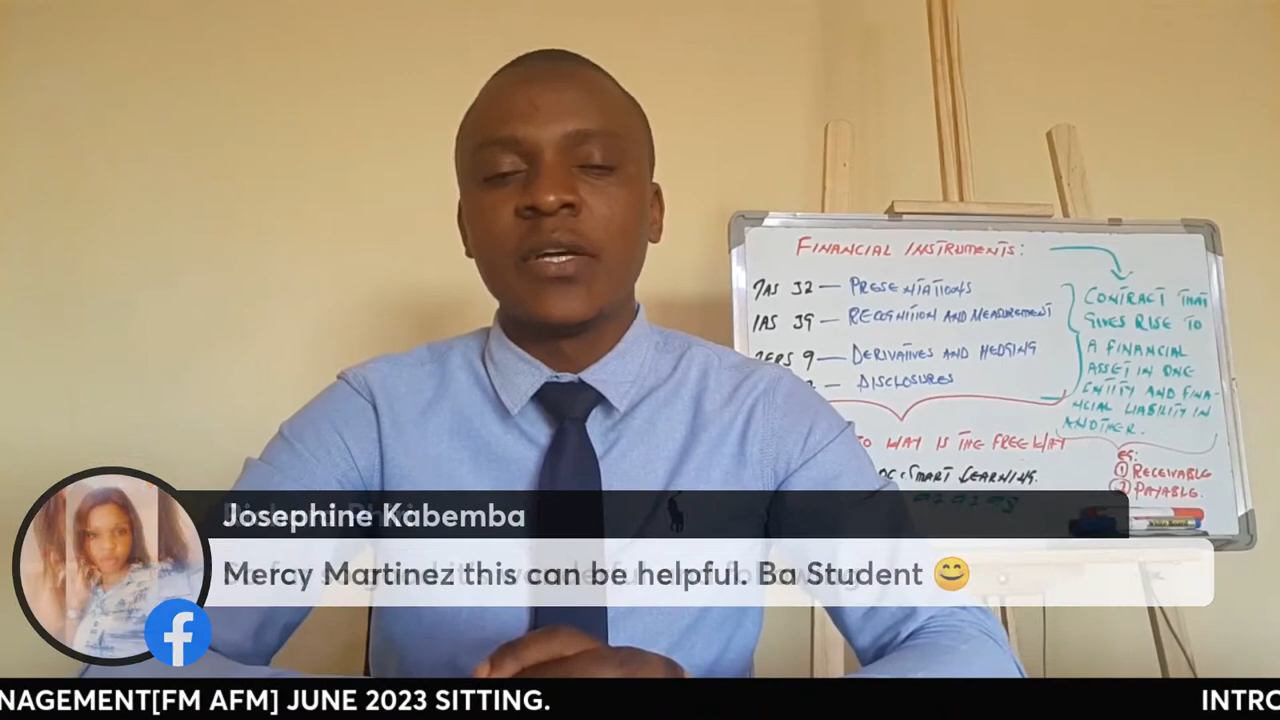 FINANCIAL INSTRUMENTS:
IAS 32 — PRESENTATIONS
IAS 39 — RECOGNITION AND MEASUREMENT
IFRS 9 — DERIVATIVES AND HEDGING
— DISCLOSURES
CONTRACT THAT
GIVES RISE TO
A FINANCIAL
ASSET IN ONE
ENTITY AND FINA-
NCIAL LIABILITY IN
ANOTHER.
TO WAY IS THE FREE WAY
SMART LEARNING.
eg:
① RECEIVABLE
② PAYABLE.
Josephine Kabemba
Mercy Martinez this can be helpful. Ba Student 😄
NAGEMENT[FM AFM] JUNE 2023 SITTING.
INTRO